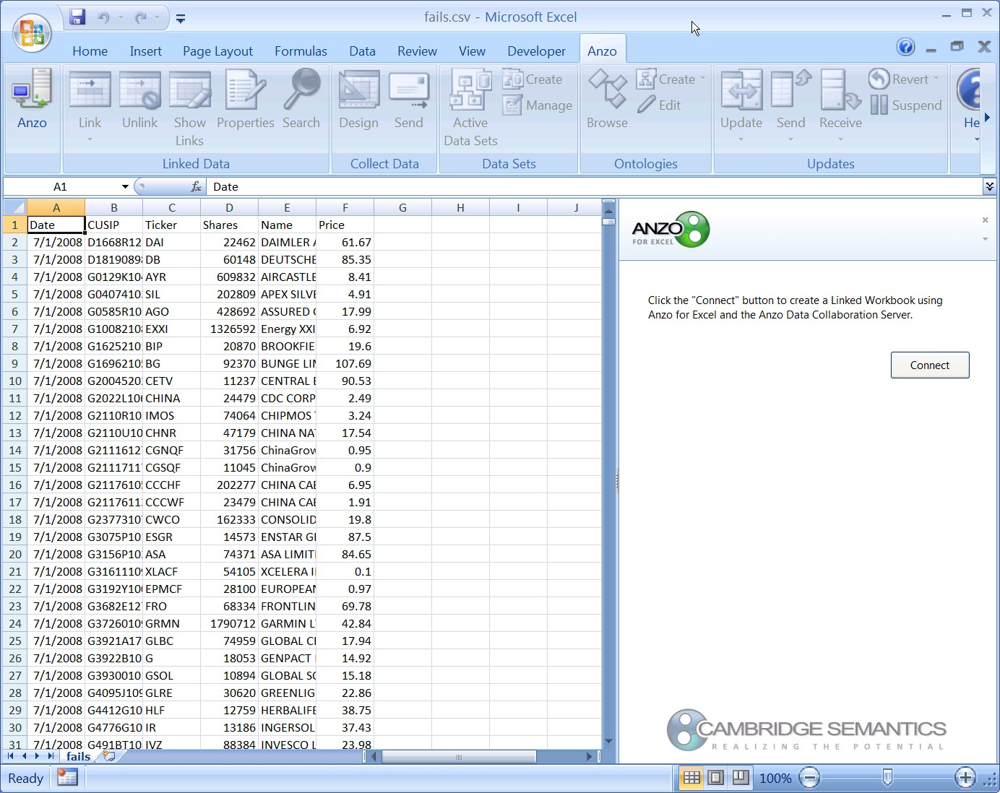 fails.csv - Microsoft Excel
Home Insert Page Layout Formulas Data Review View Developer Anzo
Anzo
Link Unlink Show Links Properties Search
Linked Data
Design Send
Collect Data
Active Data Sets Create Manage
Data Sets
Browse Create Edit
Ontologies
Update Send Receive Revert Suspend
Updates
He
A1 fx Date
A B C D E F G H I J
1 Date CUSIP Ticker Shares Name Price
2 7/1/2008 D1668R12 DAI 22462 DAIMLER A 61.67
3 7/1/2008 D1819089 DB 60148 DEUTSCHE 85.35
4 7/1/2008 G0129K10 AYR 609832 AIRCASTLE 8.41
5 7/1/2008 G0407410 SIL 202809 APEX SILVE 4.91
6 7/1/2008 G0585R10 AGO 428692 ASSURED G 17.99
7 7/1/2008 G1008210 EXXI 1326592 Energy XXI 6.92
8 7/1/2008 G1625210 BIP 20870 BROOKFIE 19.6
9 7/1/2008 G1696210 BG 92370 BUNGE LI 107.69
10 7/1/2008 G2004520 CETV 11237 CENTRAL E 90.53
11 7/1/2008 G2022L10 CHINA 24479 CDC CORP 2.49
12 7/1/2008 G2110R10 IMOS 74064 CHIPMOS 3.24
13 7/1/2008 G2110U10 CHNR 47179 CHINA NA 17.54
14 7/1/2008 G2111612 CGNQF 31756 ChinaGrow 0.95
15 7/1/2008 G2111711 CGSQF 11045 ChinaGrow 0.9
16 7/1/2008 G2117610 CCCHF 202277 CHINA CAB 6.95
17 7/1/2008 G2117611 CCCWF 23479 CHINA CAB 1.91
18 7/1/2008 G2377310 CWCO 162333 CONSOLID 19.8
19 7/1/2008 G3075P10 ESGR 14573 ENSTAR G 87.5
20 7/1/2008 G3156P10 ASA 74371 ASA LIMIT 84.65
21 7/1/2008 G3161110 XLACF 54105 XCELERA I 0.1
22 7/1/2008 G3192Y10 EPMCF 28100 EUROPEAN 0.97
23 7/1/2008 G3682E12 FRO 68334 FRONTLIN 69.78
24 7/1/2008 G3726010 GRMN 1790712 GARMIN L 42.84
25 7/1/2008 G3921A17 GLBC 74959 GLOBAL C 17.94
26 7/1/2008 G3922B10 G 18053 GENPACT 14.92
27 7/1/2008 G3930010 GSOL 10894 GLOBAL SO 15.18
28 7/1/2008 G4095J10 GLRE 30620 GREENLIG 22.86
29 7/1/2008 G4412G10 HLF 12759 HERBALIFE 38.75
30 7/1/2008 G4776G10 IR 13186 INGERSOL 37.43
31 7/1/2008 G491BT10 IVZ 88384 INVESCO L 23.98
ANZO
FOR EXCEL
Click the "Connect" button to create a Linked Workbook using
Anzo for Excel and the Anzo Data Collaboration Server.
Connect
CAMBRIDGE SEMANTICS
REALIZING THE POTENTIAL
fails
Ready 100%